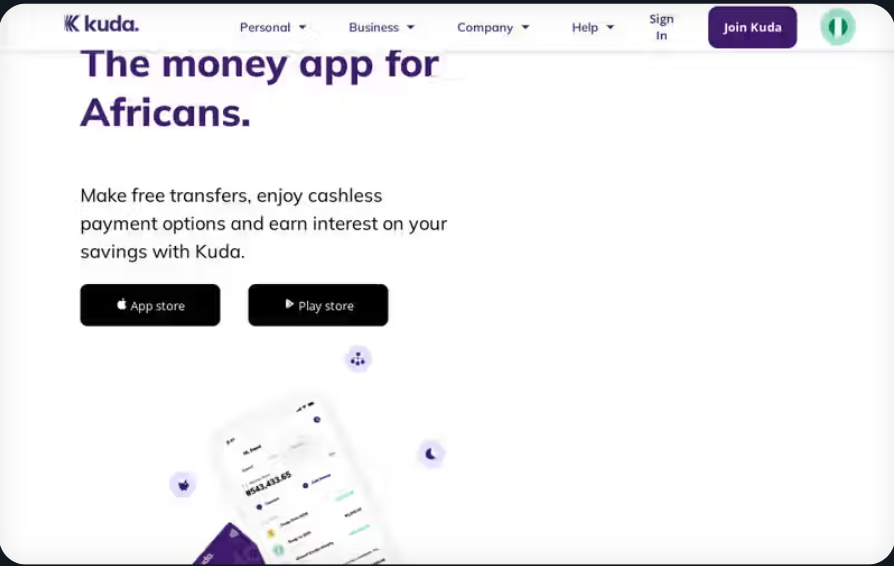 kuda.
Personal
Business
Company
Help
Sign
In
Join Kuda
The money app for
Africans.
Make free transfers, enjoy cashless
payment options and earn interest on your
savings with Kuda.
App store
Play store
₦543,433.65
kuda.